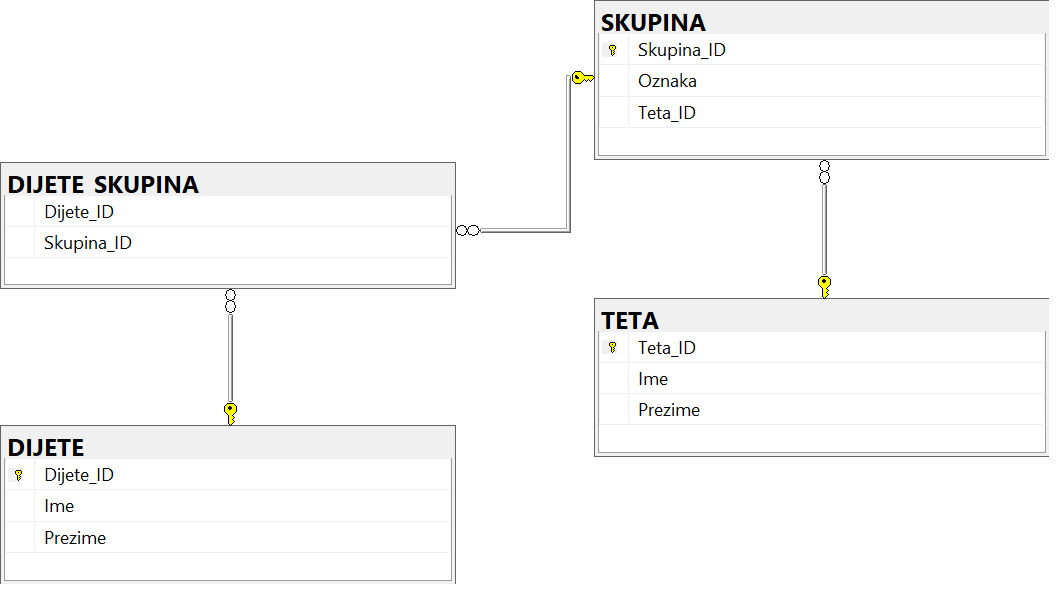 SKUPINA
Skupina_ID
Oznaka
Teta_ID
DIJETE_SKUPINA
Dijete_ID
Skupina_ID
TETA
Teta_ID
Ime
Prezime
DIJETE
Dijete_ID
Ime
Prezime